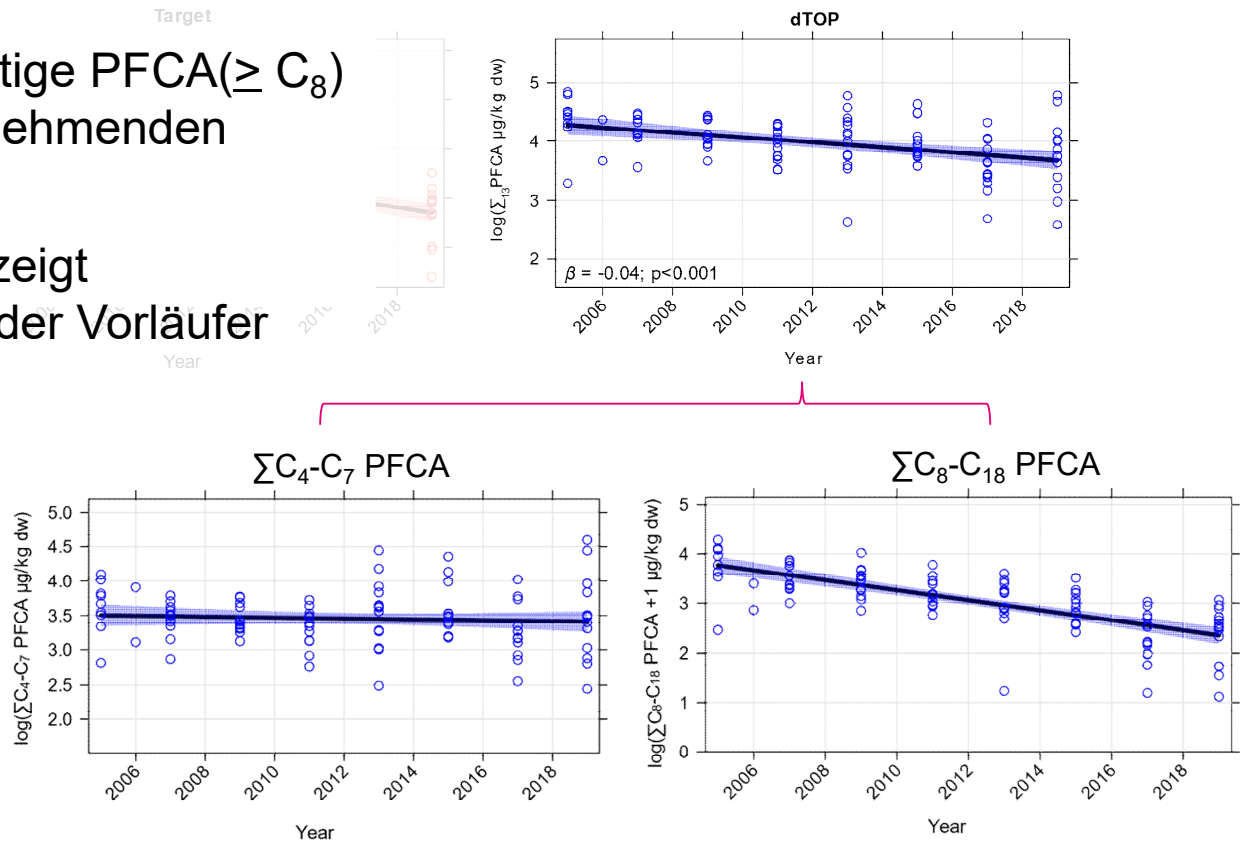 Target
tige PFCA(≥ C₈)
ehmenden
zeigt
der Vorläufer
2018
Year
dTOP
log(∑₁₃PFCA µg/kg dw)
5
4
3
2
β = -0.04; p<0.001
2006 2008 2010 2012 2014 2016 2018
Year
∑C₄-C₇ PFCA
log(∑C₄-C₇ PFCA µg/kg dw)
5.0
4.5
4.0
3.5
3.0
2.5
2.0
2006 2008 2010 2012 2014 2016 2018
Year
∑C₈-C₁₈ PFCA
log(∑C₈-C₁₈ PFCA +1 µg/kg dw)
5
4
3
2
1
0
2006 2008 2010 2012 2014 2016 2018
Year